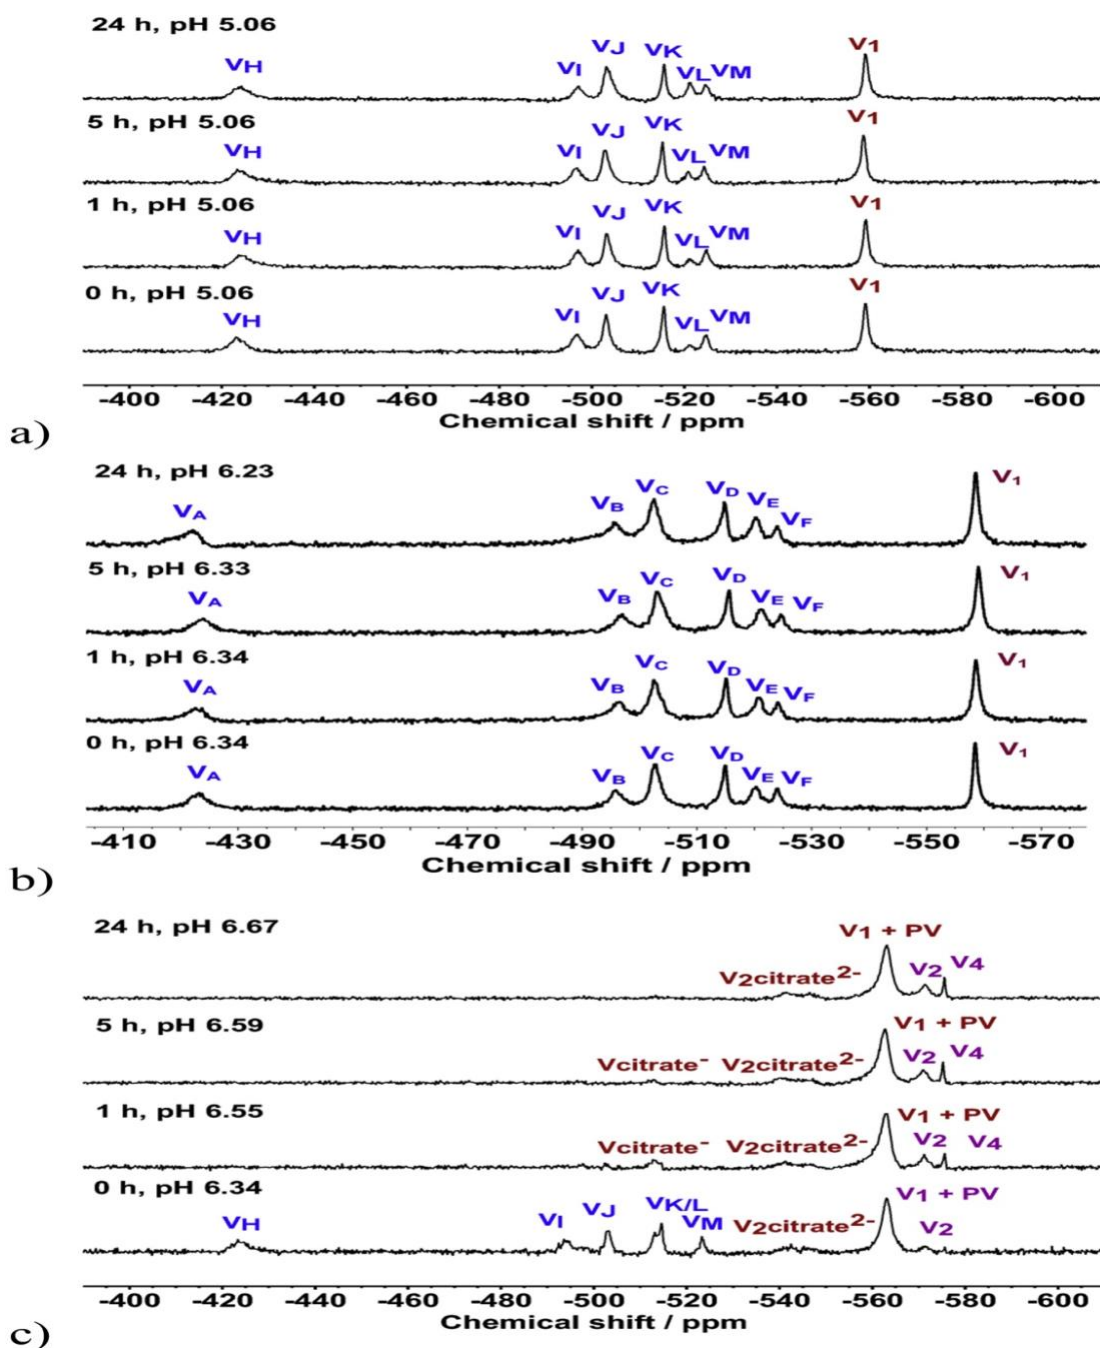 24 h, pH 5.06
VH VI VJ VK VL VM V1
5 h, pH 5.06
VH VI VJ VK VL VM V1
1 h, pH 5.06
VH VI VJ VK VL VM V1
0 h, pH 5.06
VH VI VJ VK VL VM V1
-400 -420 -440 -460 -480 -500 -520 -540 -560 -580 -600
Chemical shift / ppm
a)
24 h, pH 6.23
VA VB VC VD VE VF V1
5 h, pH 6.33
VA VB VC VD VE VF V1
1 h, pH 6.34
VA VB VC VD VE VF V1
0 h, pH 6.34
VA VB VC VD VE VF V1
-410 -430 -450 -470 -490 -510 -530 -550 -570
Chemical shift / ppm
b)
24 h, pH 6.67
V2citrate2- V1 + PV V2 V4
5 h, pH 6.59
Vcitrate- V2citrate2- V1 + PV V2 V4
1 h, pH 6.55
Vcitrate- V2citrate2- V1 + PV V2 V4
0 h, pH 6.34
VH VI VJ VK/L VM V2citrate2- V1 + PV V2
-400 -420 -440 -460 -480 -500 -520 -540 -560 -580 -600
Chemical shift / ppm
c)